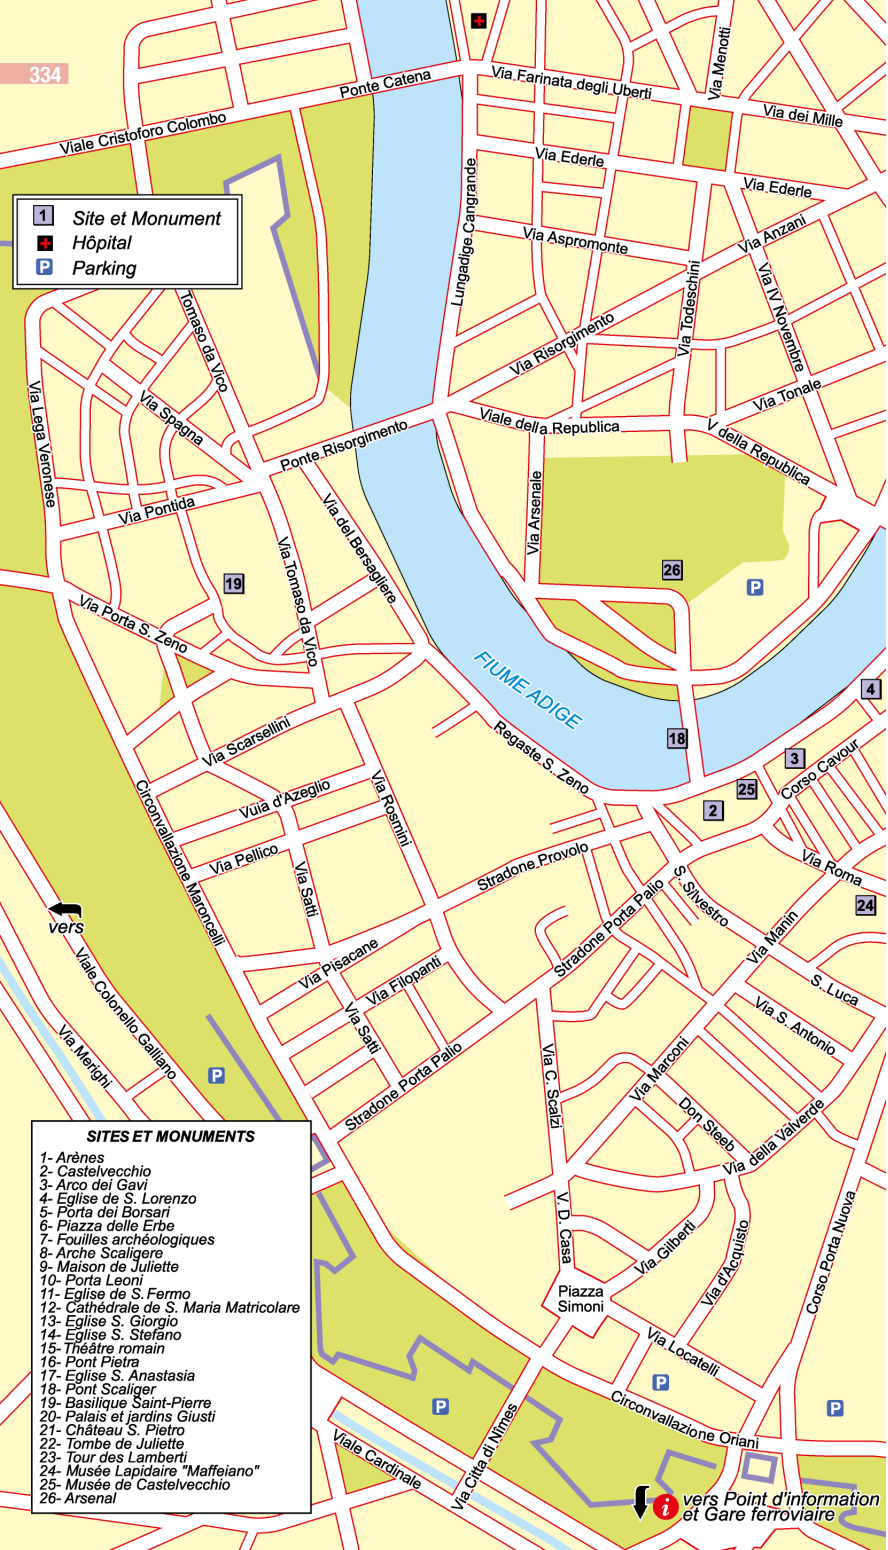 334
Ponte Catena
Via Farinata degli Uberti
Via Menotti
Via dei Mille
Viale Cristoforo Colombo
Via Ederle
Via Ederle
Lungadige Cangrande
Via Aspromonte
Via Anzani
1 Site et Monument
Hôpital
P Parking
Tomaso da Vico
Via Todeschini
Via IV Novembre
Via Risorgimento
Via Lega Veronese
Via Spagna
Via Tonale
Viale della Republica
V della Republica
Ponte Risorgimento
Via Pontida
Via Arsenale
Via del Bersagliere
Via Tomaso da Vico
19
26
P
Via Porta S. Zeno
FIUME ADIGE
4
18
3
25
2
Corso Cavour
Via Scarsellini
Regaste S. Zeno
Vuia d'Azeglio
Via Rosmini
Circonvallazione Maroncelli
Via Pellico
Via Satti
Stradone Provolo
Via Roma
S. Silvestro
24
vers
Stradone Porta Palio
Via Manin
Via Pisacane
Via Filopanti
S. Luca
Viale Colonello Galliano
Via Satti
Via S. Antonio
Via Merighi
P
Stradone Porta Palio
Via C. Scalzi
Via Marconi
Don Steeb
Via della Valverde
SITES ET MONUMENTS
1- Arènes
2- Castelvecchio
3- Arco dei Gavi
4- Eglise de S. Lorenzo
5- Porta dei Borsari
6- Piazza delle Erbe
7- Fouilles archéologiques
8- Arche Scaligere
9- Maison de Juliette
10- Porta Leoni
11- Eglise de S. Fermo
12- Cathédrale de S. Maria Matricolare
13- Eglise S. Giorgio
14- Eglise S. Stefano
15- Théâtre romain
16- Pont Pietra
17- Eglise S. Anastasia
18- Pont Scaliger
19- Basilique Saint-Pierre
20- Palais et jardins Giusti
21- Château S. Pietro
22- Tombe de Juliette
23- Tour des Lamberti
24- Musée Lapidaire "Maffeiano"
25- Musée de Castelvecchio
26- Arsenal
V. D. Casa
Via Gilberti
Via d'Acquisto
Corso Porta Nuova
Piazza
Simoni
Via Locatelli
P
P
P
Circonvallazione Oriani
Via Citta di Nimes
Viale Cardinale
i vers Point d'information
et Gare ferroviaire